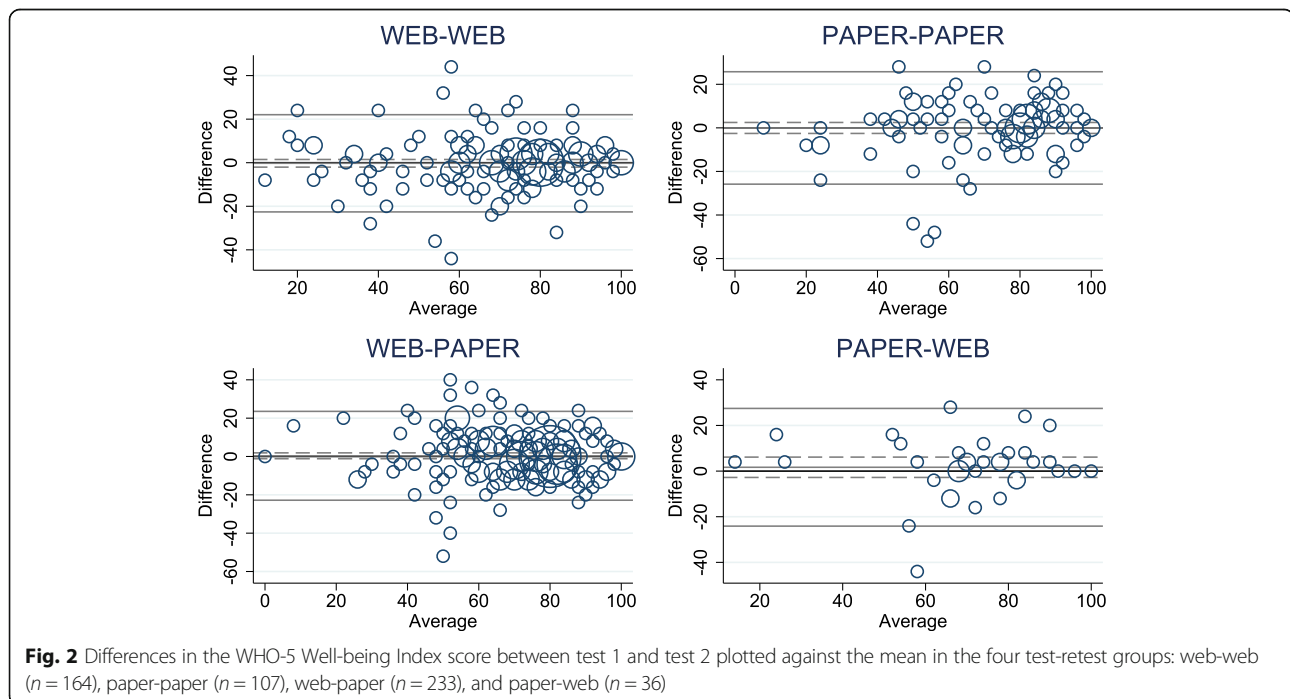 WEB-WEB
PAPER-PAPER
Difference
40
20
0
-20
-40
20 40 60 80 100
Average
Difference
20
0
-20
-40
-60
0 20 40 60 80 100
Average
WEB-PAPER
PAPER-WEB
Difference
40
20
0
-20
-40
-60
0 20 40 60 80 100
Average
Difference
40
20
0
-20
-40
20 40 60 80 100
Average
Fig. 2 Differences in the WHO-5 Well-being Index score between test 1 and test 2 plotted against the mean in the four test-retest groups: web-web
(n = 164), paper-paper (n = 107), web-paper (n = 233), and paper-web (n = 36)